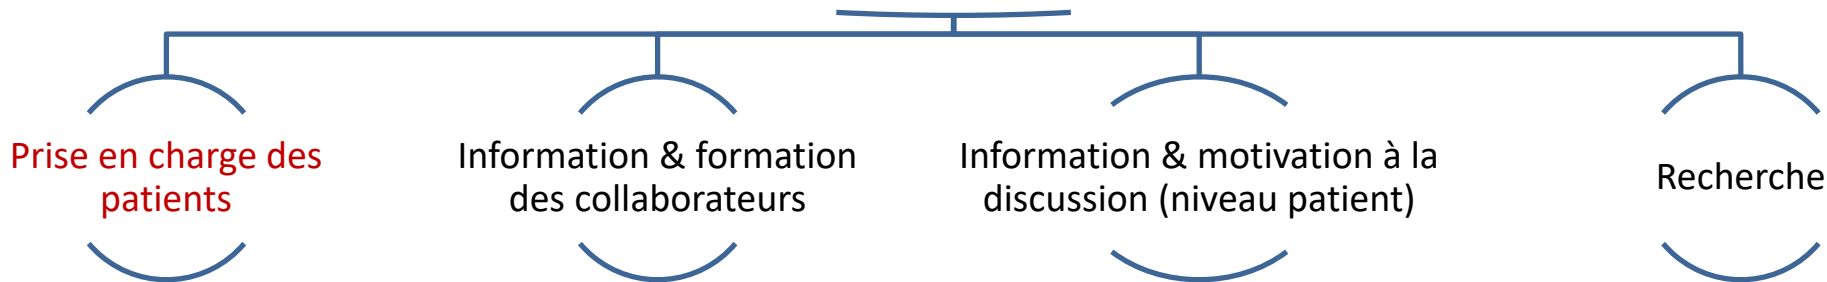 Prise en charge des
patients
Information & formation
des collaborateurs
Information & motivation à la
discussion (niveau patient)
Recherche